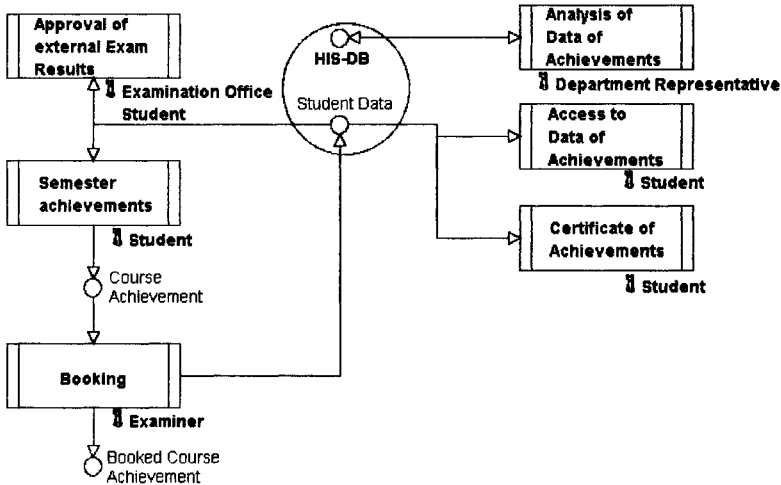 Approval of
external Exam
Results
Examination Office
Student
Semester
achievements
Student
Course
Achievement
Booking
Examiner
Booked Course
Achievement
HIS-DB
Student Data
Analysis of
Data of
Achievements
Department Representative
Access to
Data of
Achievements
Student
Certificate of
Achievements
Student